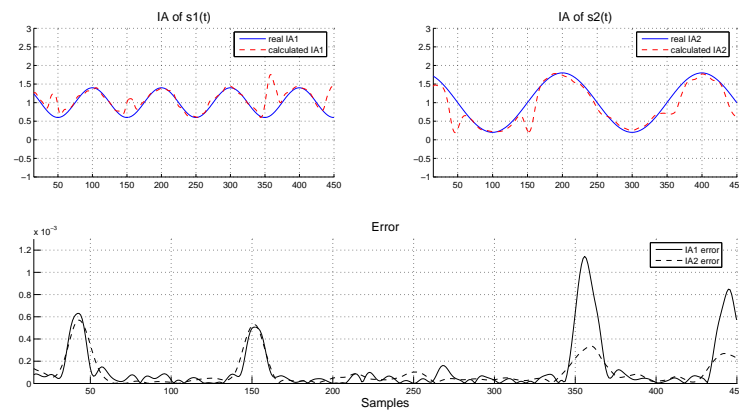 IA of s1(t)
3
2.5
2
1.5
1
0.5
0
−0.5
−1
50 100 150 200 250 300 350 400 450
real IA1
calculated IA1
IA of s2(t)
3
2.5
2
1.5
1
0.5
0
−0.5
−1
50 100 150 200 250 300 350 400 450
real IA2
calculated IA2
Error
x 10⁻³
1.2
1
0.8
0.6
0.4
0.2
0
50 100 150 200 250 300 350 400 450
Samples
IA1 error
IA2 error